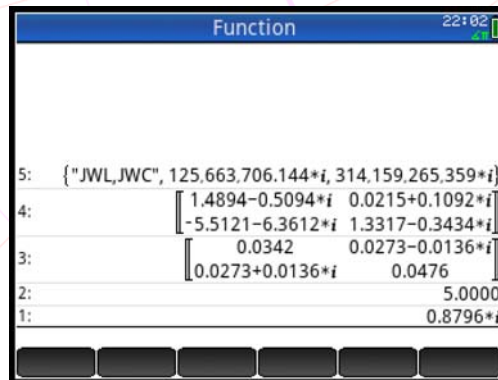 Function
22:02
∡π
5: {"JWL,JWC", 125,663,706.144*i, 314,159,265,359*i}
4: [[1.4894-0.5094*i 0.0215+0.1092*i]
[-5.5121-6.3612*i 1.3317-0.3434*i]]
3: [[0.0342 0.0273-0.0136*i]
[0.0273+0.0136*i 0.0476]]
2: 5.0000
1: 0.8796*i